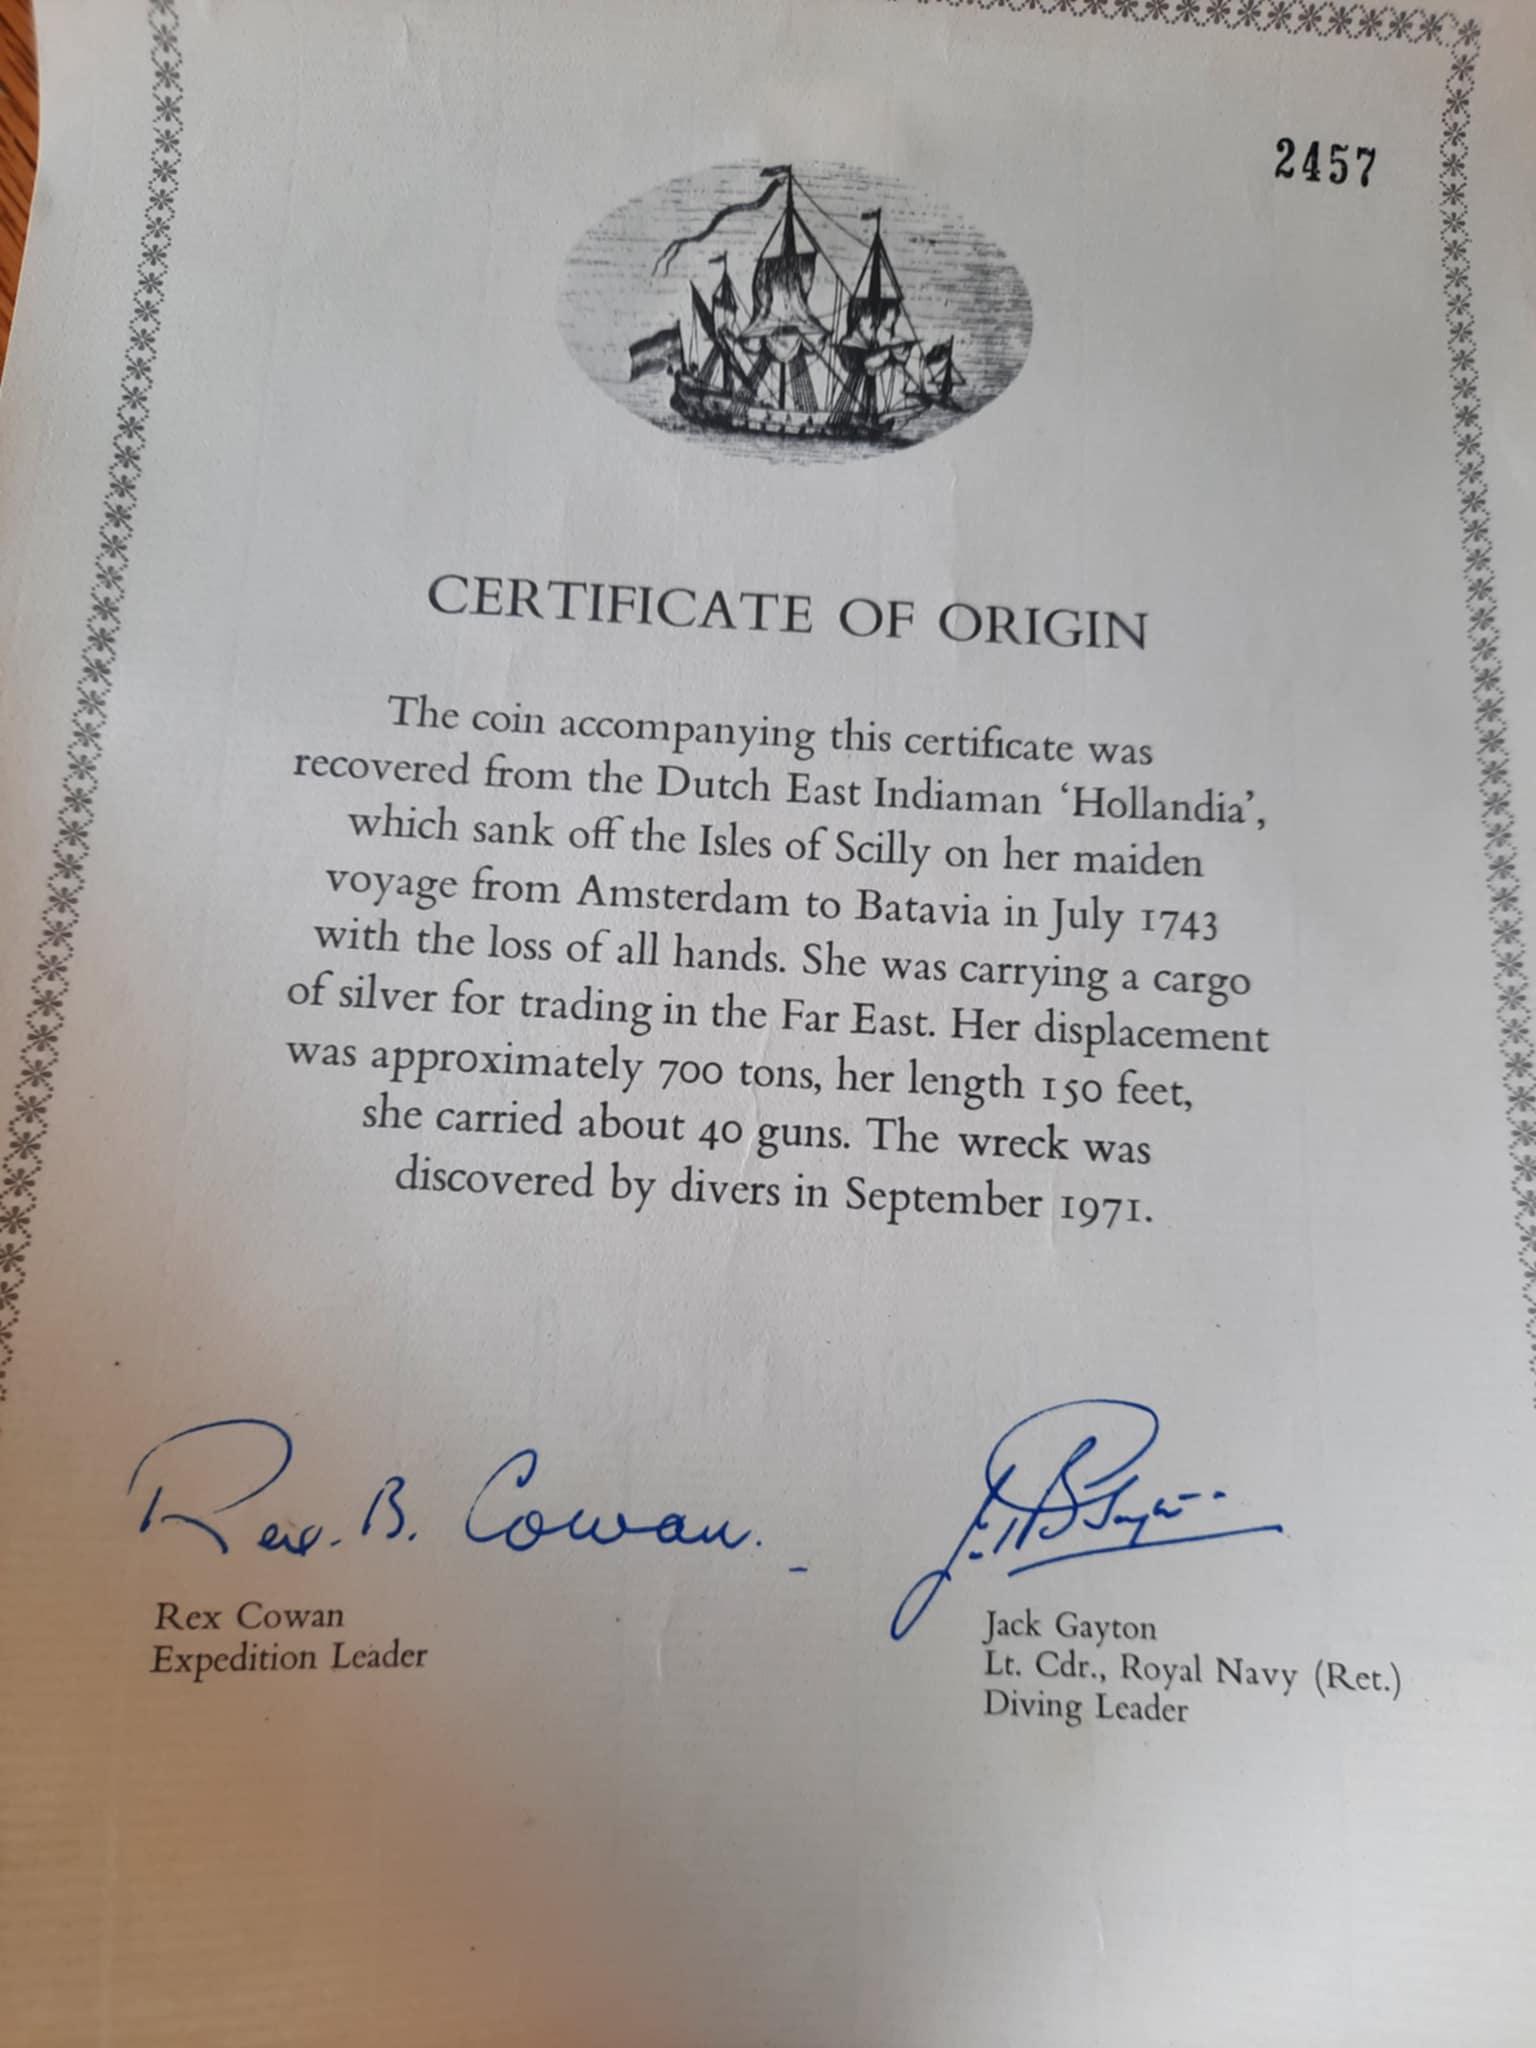 2457
CERTIFICATE OF ORIGIN
The coin accompanying this certificate was
recovered from the Dutch East Indiaman ‘Hollandia’,
which sank off the Isles of Scilly on her maiden
voyage from Amsterdam to Batavia in July 1743
with the loss of all hands. She was carrying a cargo
of silver for trading in the Far East. Her displacement
was approximately 700 tons, her length 150 feet,
she carried about 40 guns. The wreck was
discovered by divers in September 1971.
Rex. B. Cowan.
Rex Cowan
Expedition Leader
Jack Gayton
Lt. Cdr., Royal Navy (Ret.)
Diving Leader